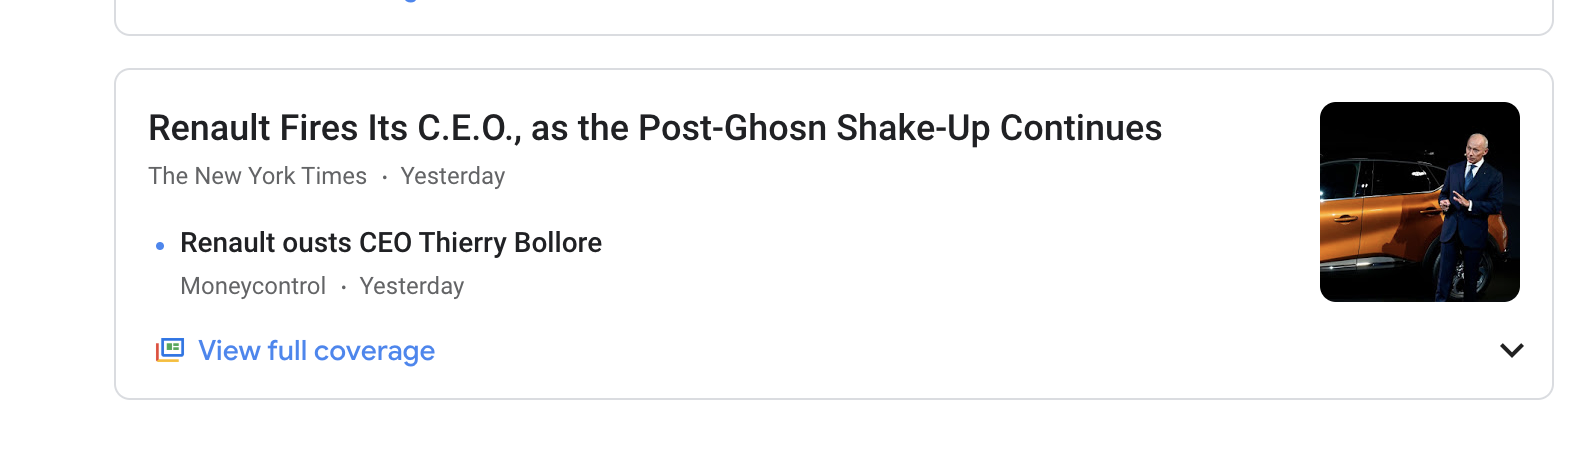 Renault Fires Its C.E.O., as the Post-Ghosn Shake-Up Continues
The New York Times · Yesterday
Renault ousts CEO Thierry Bollore
Moneycontrol · Yesterday
View full coverage